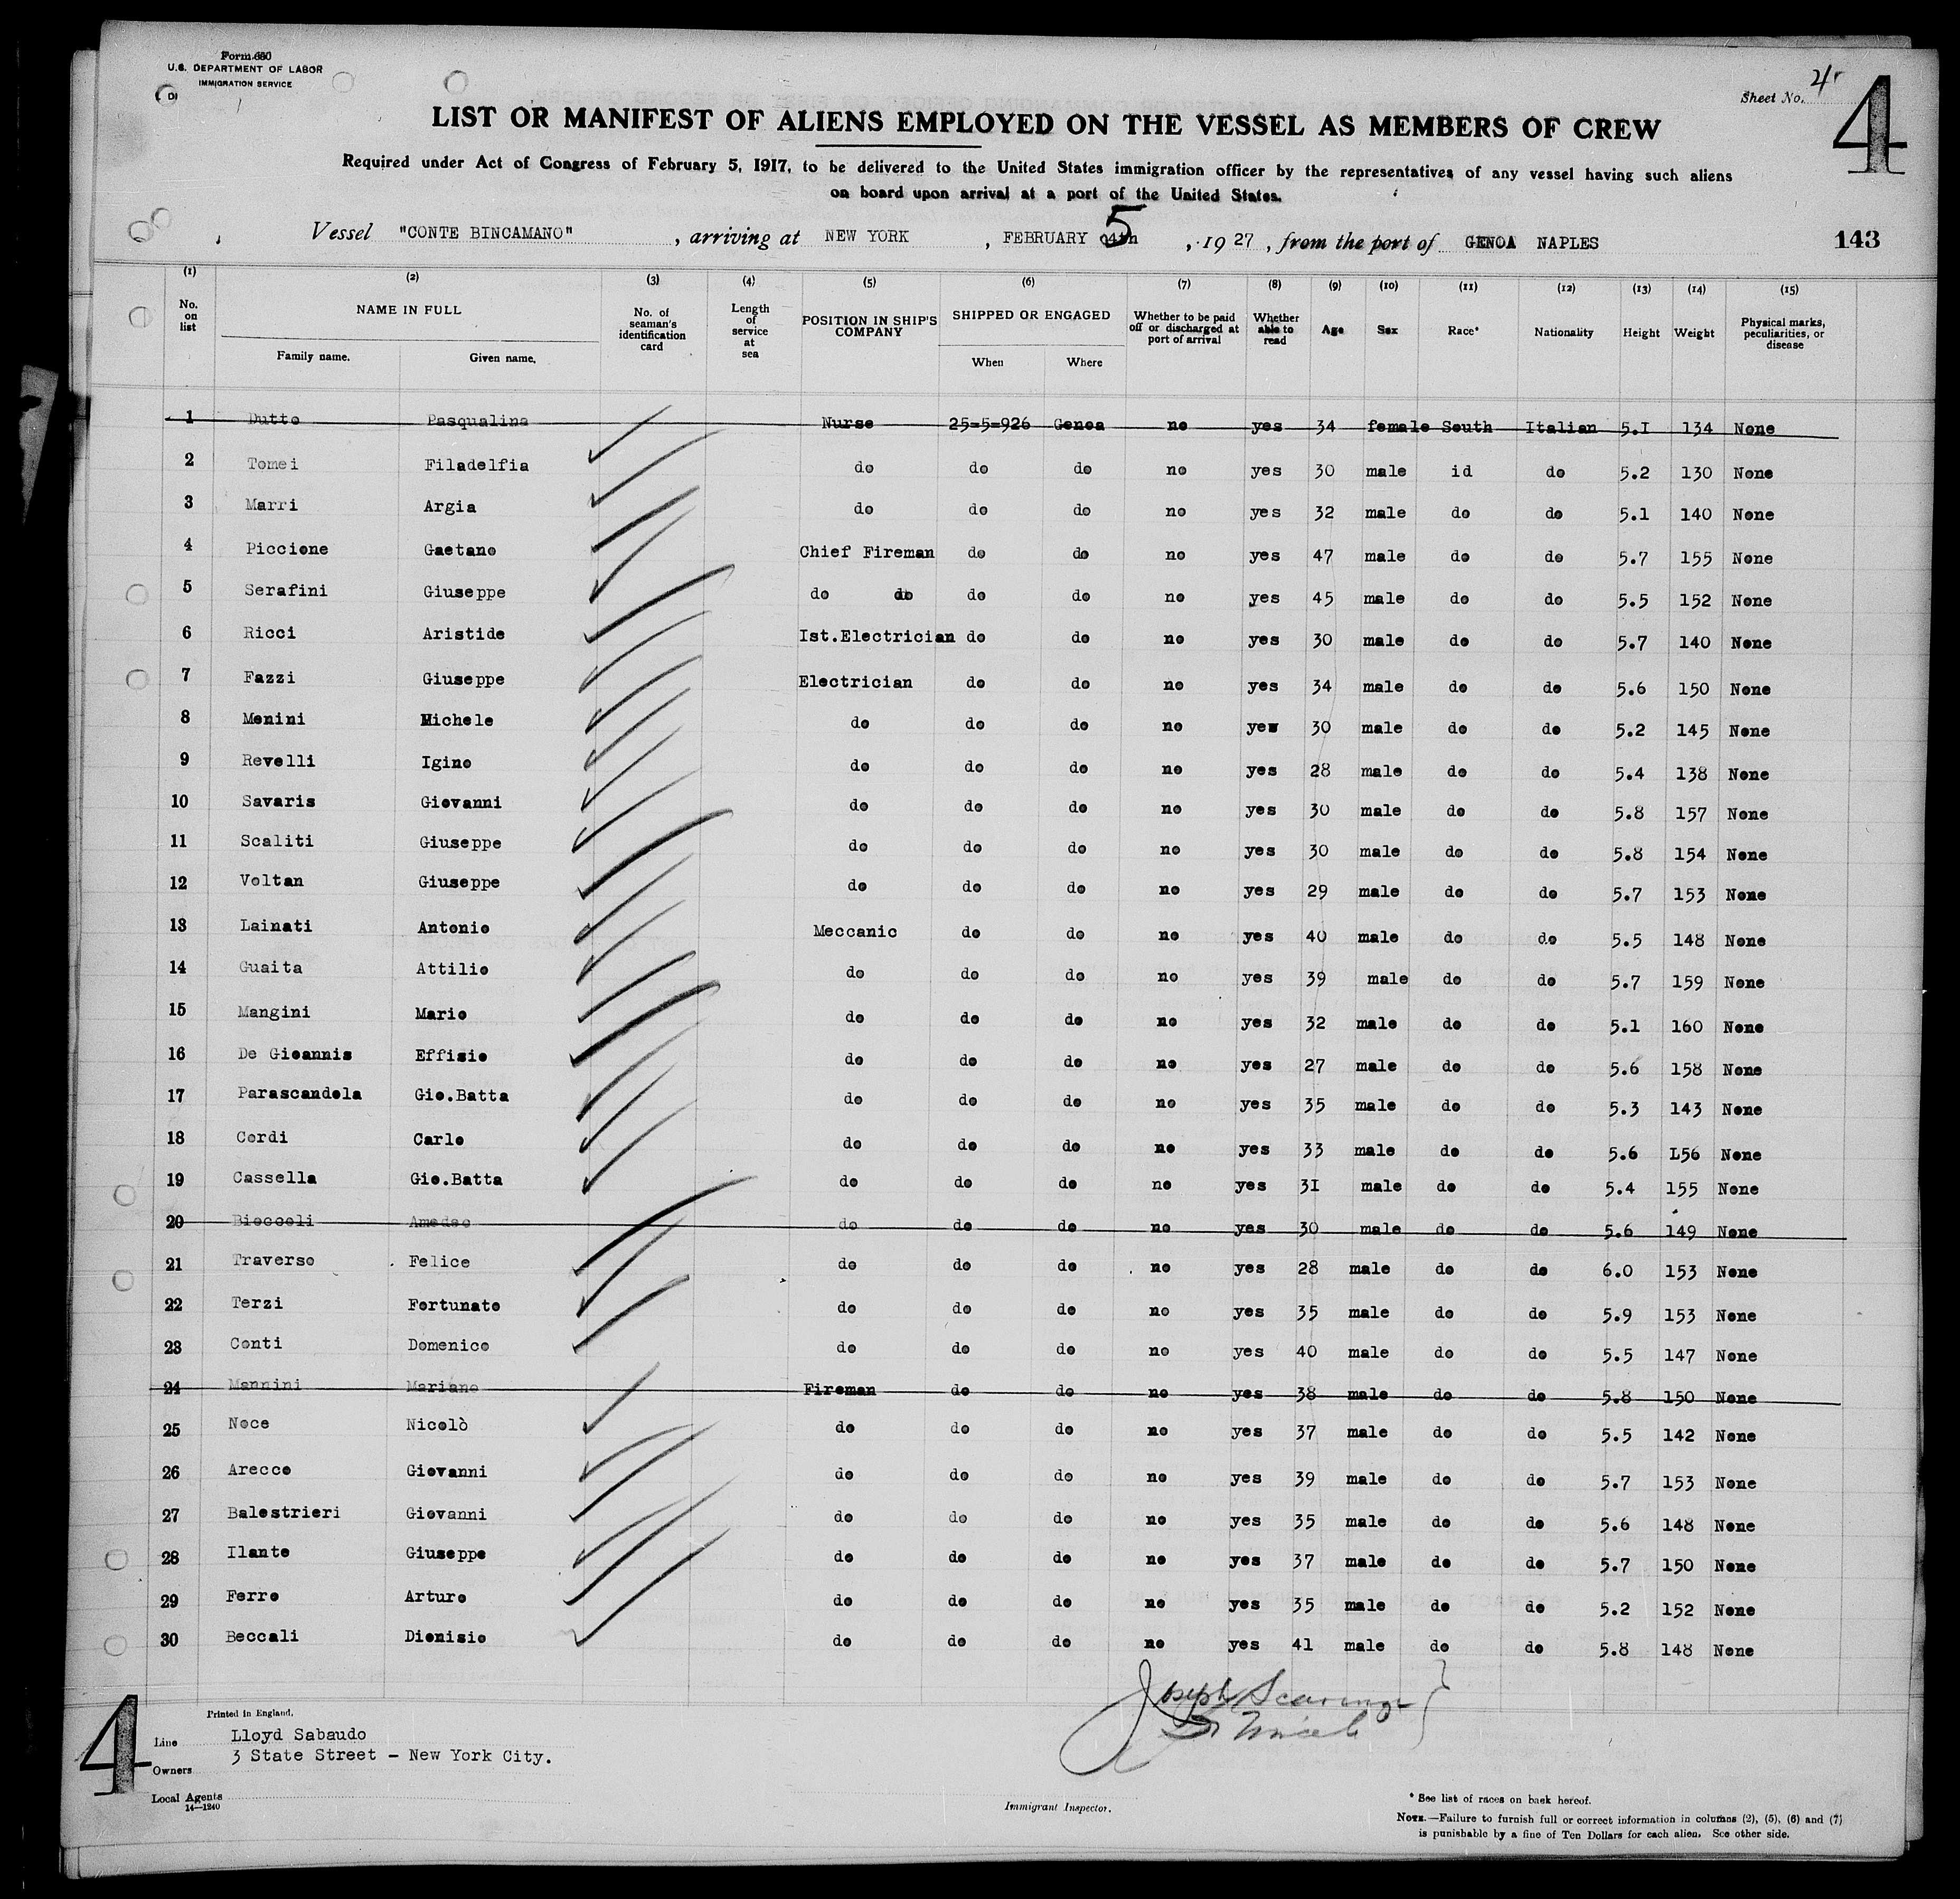 Form 680
U.S. DEPARTMENT OF LABOR
IMMIGRATION SERVICE
Sheet No. 4
4
LIST OR MANIFEST OF ALIENS EMPLOYED ON THE VESSEL AS MEMBERS OF CREW
Required under Act of Congress of February 5, 1917, to be delivered to the United States immigration officer by the representatives of any vessel having such aliens
on board upon arrival at a port of the United States.
Vessel "CONTE BINCAMANO", arriving at NEW YORK, FEBRUARY 5, 1927, from the port of GENOA NAPLES 143
(1) (2) (3) (4) (5) (6) (7) (8) (9) (10) (11) (12) (13) (14) (15)
No. on list NAME IN FULL Family name. Given name. No. of seaman's identification card Length of service at sea POSITION IN SHIP'S COMPANY SHIPPED OR ENGAGED When Where Whether to be paid off or discharged at port of arrival Whether able to read Age Sex Race* Nationality Height Weight Physical marks, peculiarities, or disease
1 Dutto Pasqualina Nurse 25-5-926 Genoa no yes 34 female South Italian 5.I 134 None
2 Tomei Filadelfia do do do no yes 30 male id do 5.2 130 None
3 Marri Argia do do do no yes 32 male do do 5.1 140 None
4 Piccione Gaetano Chief Fireman do do no yes 47 male do do 5.7 155 None
5 Serafini Giuseppe do do do do no yes 45 male do do 5.5 152 None
6 Ricci Aristide Ist.Electrician do do no yes 30 male do do 5.7 140 None
7 Fazzi Giuseppe Electrician do do no yes 34 male do do 5.6 150 None
8 Menini Michele do do do no yes 30 male do do 5.2 145 None
9 Revelli Igino do do do no yes 28 male do do 5.4 138 None
10 Savaris Giovanni do do do no yes 30 male do do 5.8 157 None
11 Scaliti Giuseppe do do do no yes 30 male do do 5.8 154 None
12 Voltan Giuseppe do do do no yes 29 male do do 5.7 153 None
13 Lainati Antonio Meccanic do do no yes 40 male do do 5.5 148 None
14 Guaita Attilio do do do no yes 39 male do do 5.7 159 None
15 Mangini Mario do do do no yes 32 male do do 5.1 160 None
16 De Gioannis Effisio do do do no yes 27 male do do 5.6 158 None
17 Parascandola Gio.Batta do do do no yes 35 male do do 5.3 143 None
18 Cordi Carlo do do do no yes 33 male do do 5.6 L56 None
19 Cassella Gio.Batta do do do no yes 3I male do do 5.4 155 None
20 Bioccoli Amedeo do do do no yes 30 male do do 5.6 149 None
21 Traverso Felice do do do no yes 28 male do do 6.0 153 None
22 Terzi Fortunato do do do no yes 35 male do do 5.9 153 None
23 Conti Domenico do do do no yes 40 male do do 5.5 147 None
24 Mannini Mariano Fireman do do no yes 38 male do do 5.8 150 None
25 Noce Nicolò do do do no yes 37 male do do 5.5 142 None
26 Arecco Giovanni do do do no yes 39 male do do 5.7 153 None
27 Balestrieri Giovanni do do do no yes 35 male do do 5.6 148 None
28 Ilante Giuseppe do do do no yes 37 male do do 5.7 150 None
29 Ferro Arturo do do do no yes 35 male do do 5.2 152 None
30 Beccali Dionisio do do do no yes 41 male do do 5.8 148 None
Joseph
4
Printed in England.
Line Lloyd Sabaudo
3 State Street - New York City.
Owners
Local Agents
14—1240
Immigrant Inspector.
* See list of races on back hereof.
NOTE.—Failure to furnish full or correct information in columns (2), (5), (6) and (7)
is punishable by a fine of Ten Dollars for each alien. See other side.